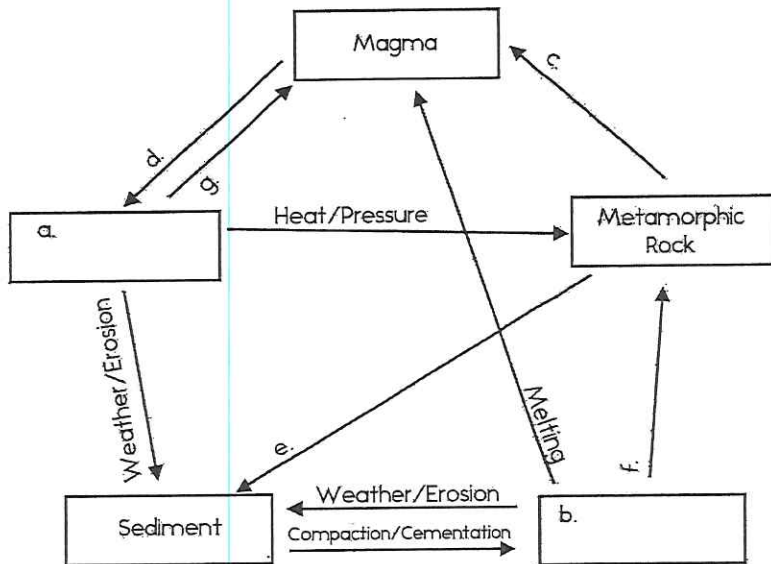 Magma
c.
d.
g.
a.
Heat/Pressure
Metamorphic
Rock
Weather/Erosion
Melting
e.
f.
Weather/Erosion
Sediment
Compaction/Cementation
b.